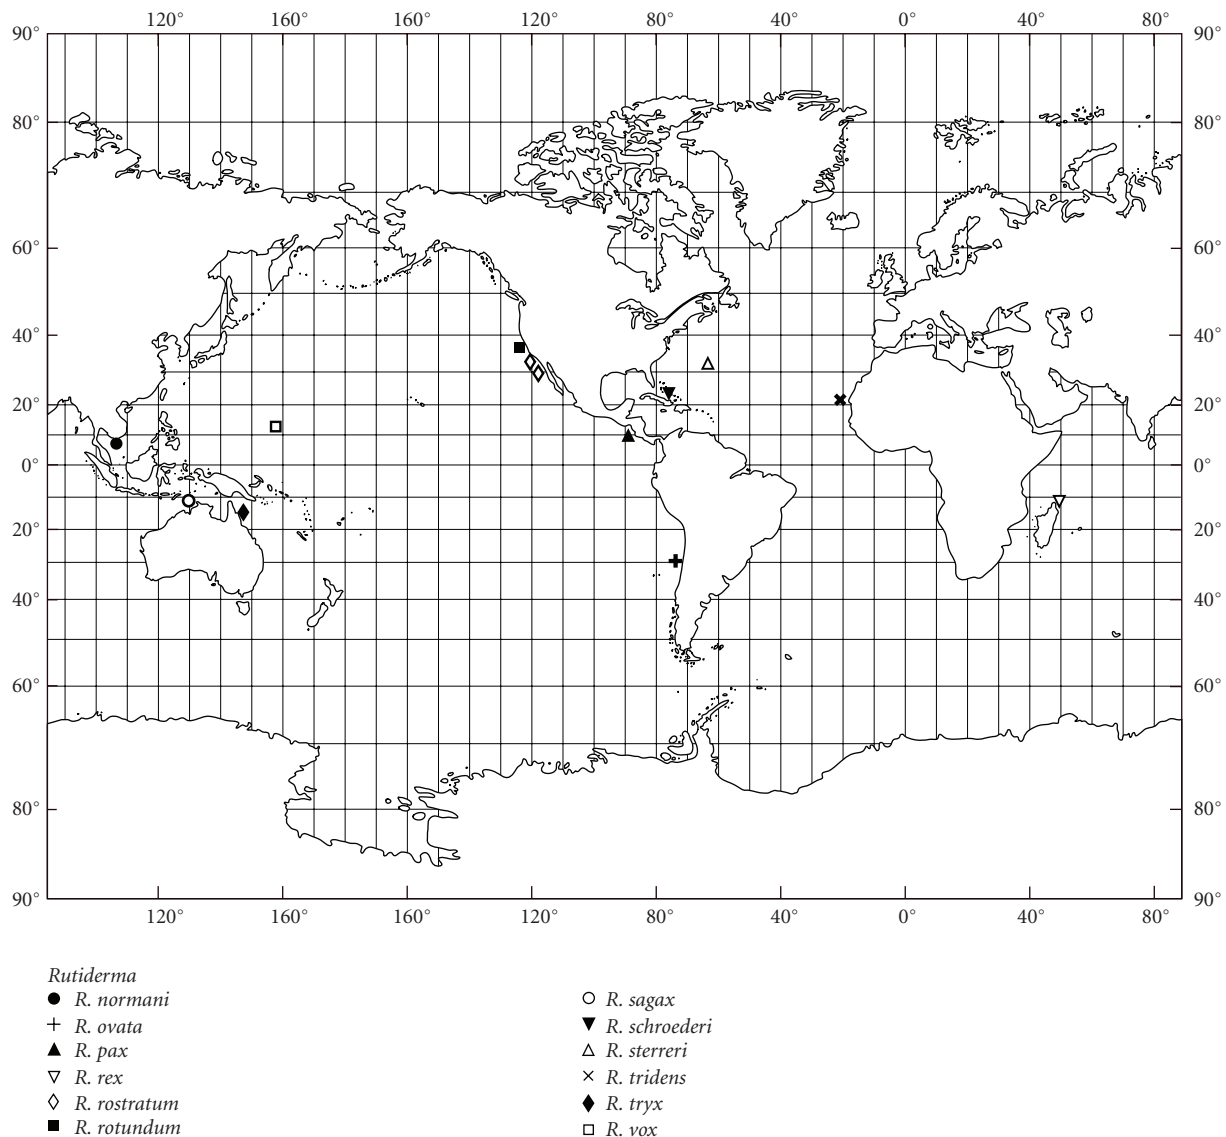 120° 160° 160° 120° 80° 40° 0° 40° 80°
90° 90°
80° 80°
60° 60°
40° 40°
20° 20°
0° 0°
20° 20°
40° 40°
60° 60°
80° 80°
90° 90°
120° 160° 160° 120° 80° 40° 0° 40° 80°
Rutiderma
R. normani
R. ovata
R. pax
R. rex
R. rostratum
R. rotundum
R. sagax
R. schroederi
R. sterreri
R. tridens
R. tryx
R. vox